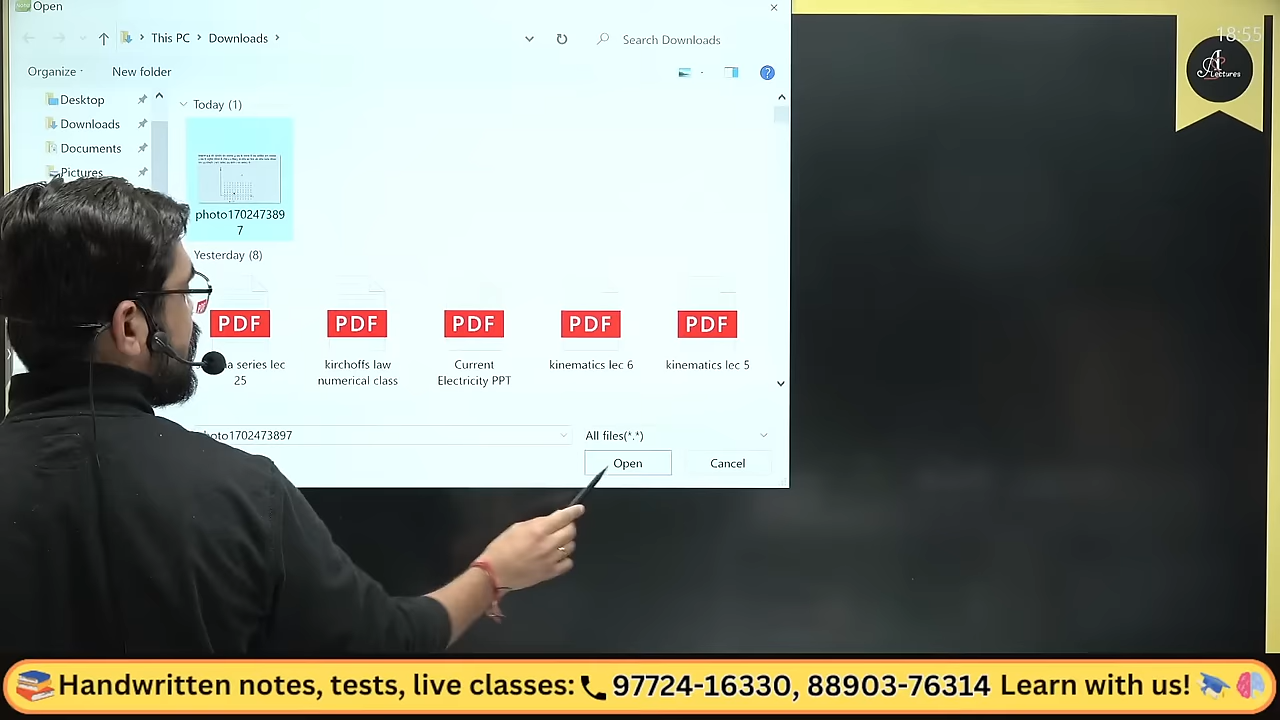 Open
This PC > Downloads >
Search Downloads
18:55
A Lectures
Organize
New folder
Desktop
Downloads
Documents
Pictures
Today (1)
photo170247389
7
Yesterday (8)
PDF PDF PDF PDF PDF
series lec
25
kirchoffs law
numerical class
Current
Electricity PPT
kinematics lec 6
kinematics lec 5
hoto1702473897
All files(*.*)
Open
Cancel
Handwritten notes, tests, live classes: 97724-16330, 88903-76314 Learn with us!